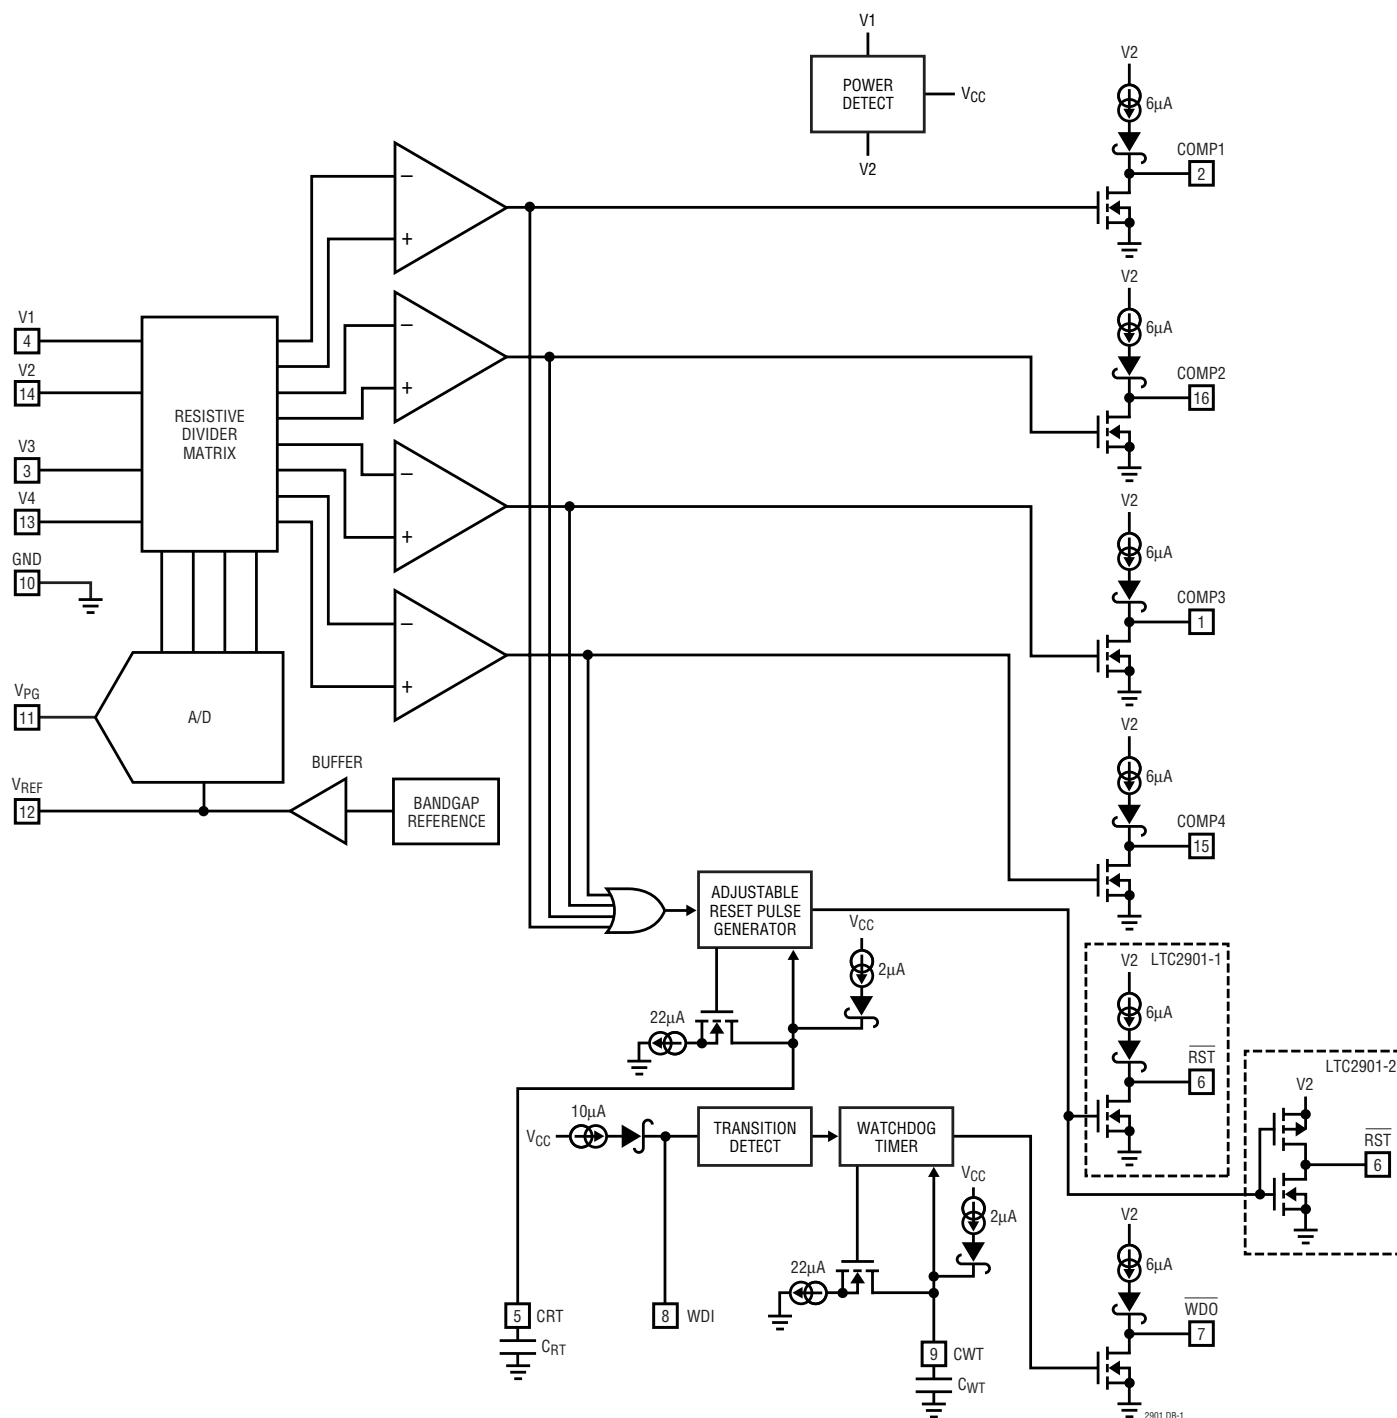 V1
POWER
DETECT
VCC
V2
V2
6µA
COMP1
2
V2
6µA
COMP2
16
V2
6µA
COMP3
1
V2
6µA
COMP4
15
−
+
−
+
−
+
−
+
V1
4
V2
14
V3
3
V4
13
GND
10
RESISTIVE
DIVIDER
MATRIX
VPG
11
A/D
VREF
12
BUFFER
BANDGAP
REFERENCE
ADJUSTABLE
RESET PULSE
GENERATOR
VCC
2µA
22µA
V2
LTC2901-1
6µA
RST
6
LTC2901-2
V2
RST
6
10µA
VCC
TRANSITION
DETECT
WATCHDOG
TIMER
VCC
2µA
22µA
V2
6µA
WDO
7
5
CRT
CRT
8
WDI
9
CWT
CWT
2901 DB-1